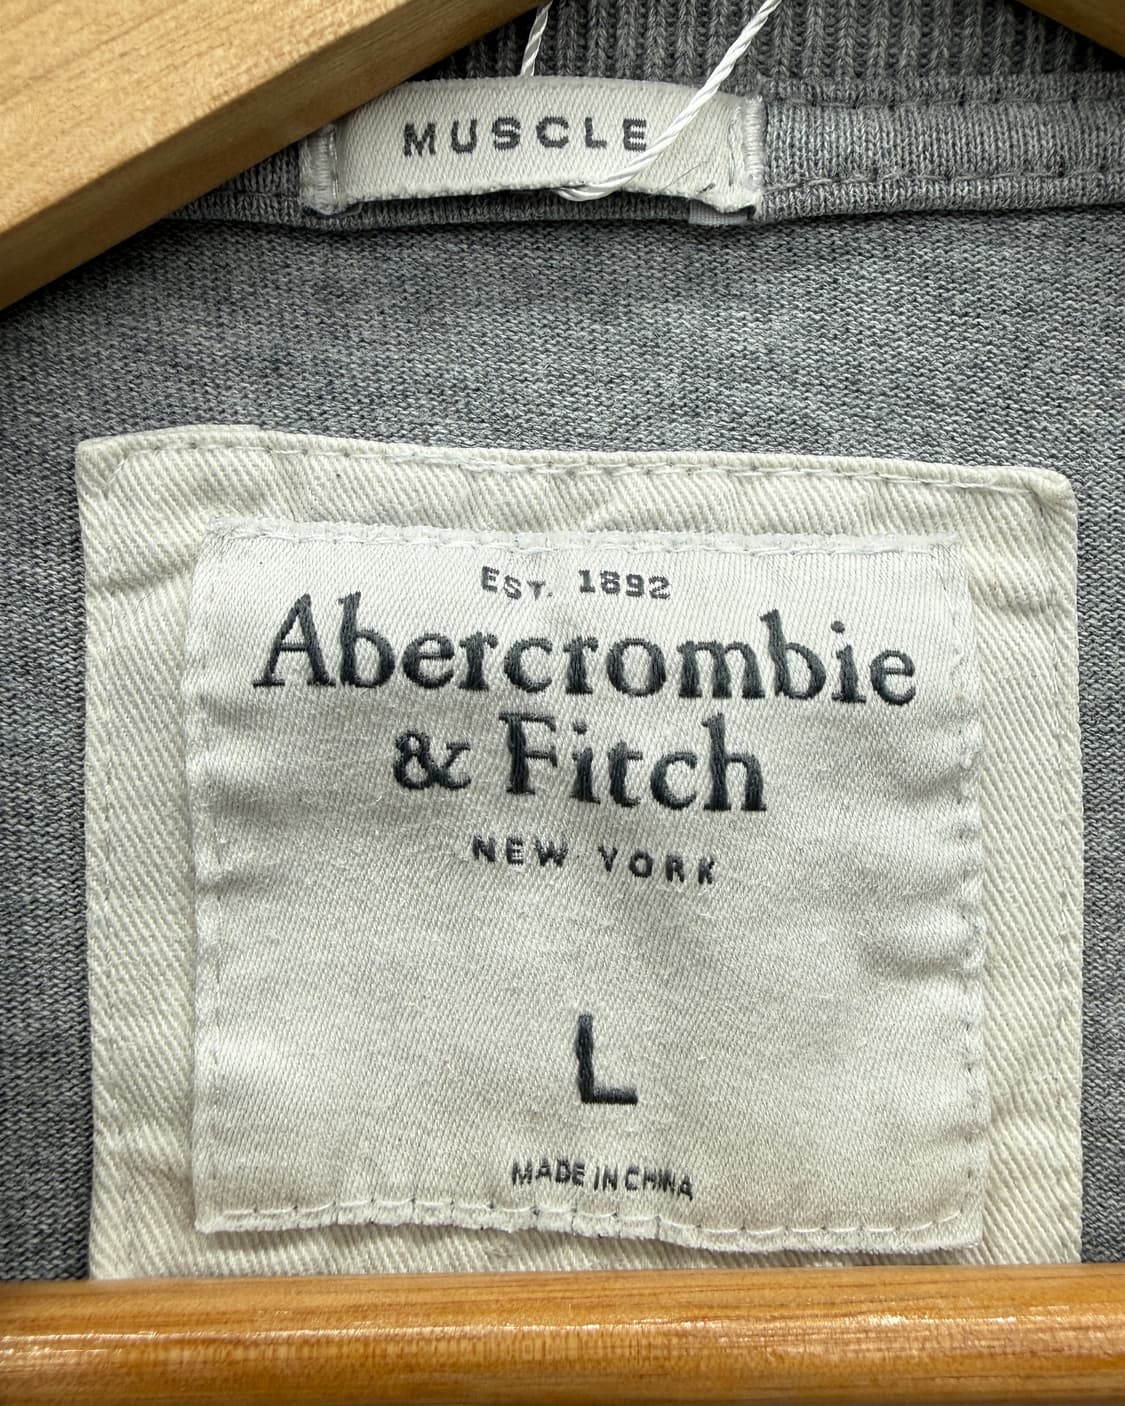 MUSCLE
EST. 1892
Abercrombie
& Fitch
NEW YORK
L
MADE IN CHINA